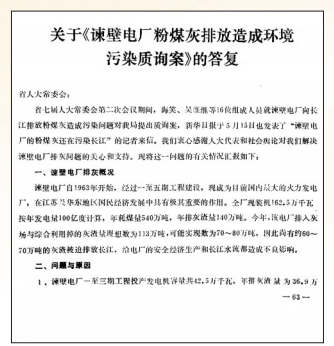 关于《谏壁电厂粉煤灰排放造成环境
污染质询案》的答复
省人大常委会：
省七届人大常委会第二次会议期间，海笑、吴继雄等16位组成人员就谏壁电厂向长
江排放粉煤灰造成污染问题对我局提出质询，新华日报于5月15日也发表了“谏壁电
厂的粉煤灰还在污染长江”的记者来信。我们衷心感谢人大代表和社会舆论对我们解决
谏壁电厂排灰问题的关心和支持。现将这一问题的有关情况汇报如下：
一、谏壁电厂排灰概况
谏壁电厂自1963年开始，经过一至五期工程建设，现成为目前国内最大的火力发电
厂，在江苏及华东地区国民经济发展中具有极其重要的作用。全厂现装机162.5万千瓦
按年发电量100亿度计算，年耗煤量540万吨，年排灰渣量140万吨。今年，该电厂排入灰
场与综合利用掉的灰渣量理想数为113万吨，可能实现数为70～80万吨，因此尚有约60～
70万吨的灰渣被迫排放长江，给电厂的安全经济生产和长江水流都造成不良影响。
二、问题与原因
1、谏壁电厂一至三期工程投产发电机容量共42.5万千瓦，年排灰渣量为36.9万
—63—